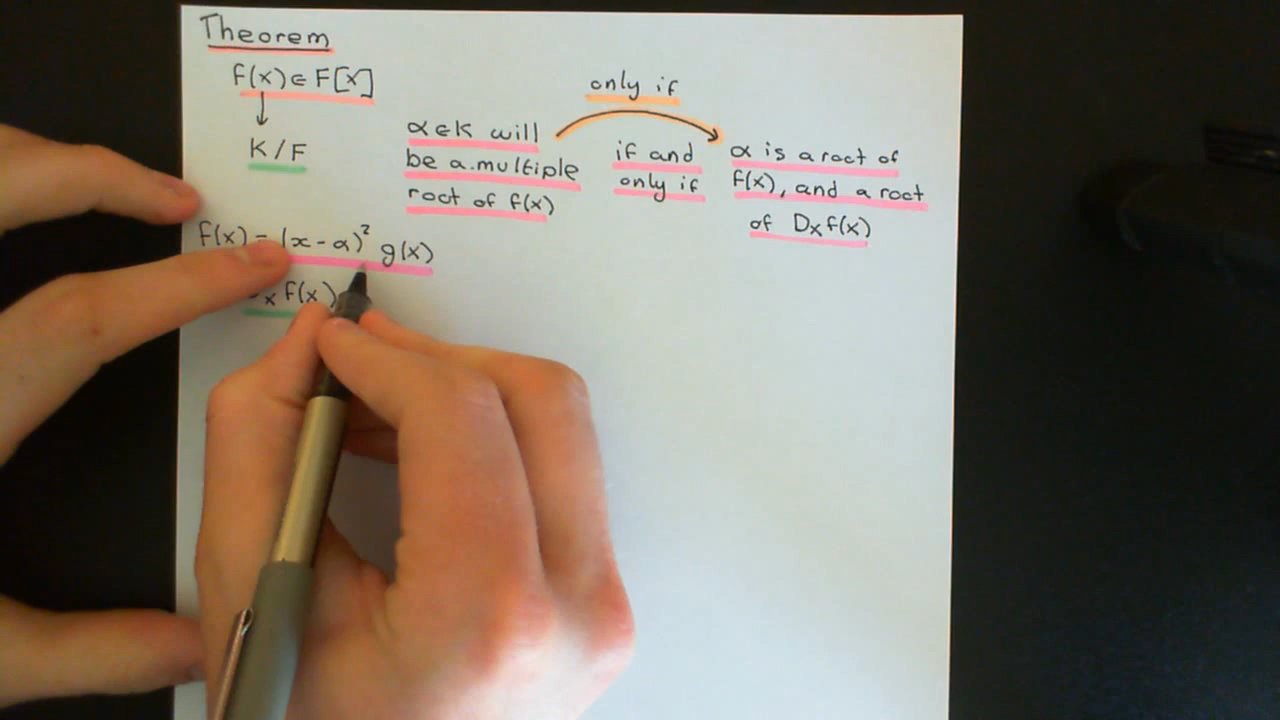 Theorem
f(x) ∈ F[x]
↓
K/F
only if
α∈K will
be a multiple
root of f(x)
if and
only if
α is a root of
f(x), and a root
of Dxf(x)
f(x) = (x-α)² g(x)
x f(x)